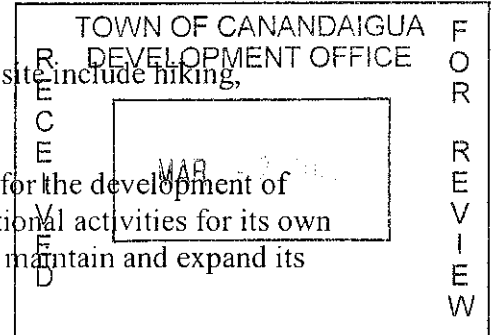 TOWN OF CANANDAIGUA
DEVELOPMENT OFFICE
RECEIVED
FOR REVIEW
MAR
site include hiking,
for the development of
tional activities for its own
maintain and expand its